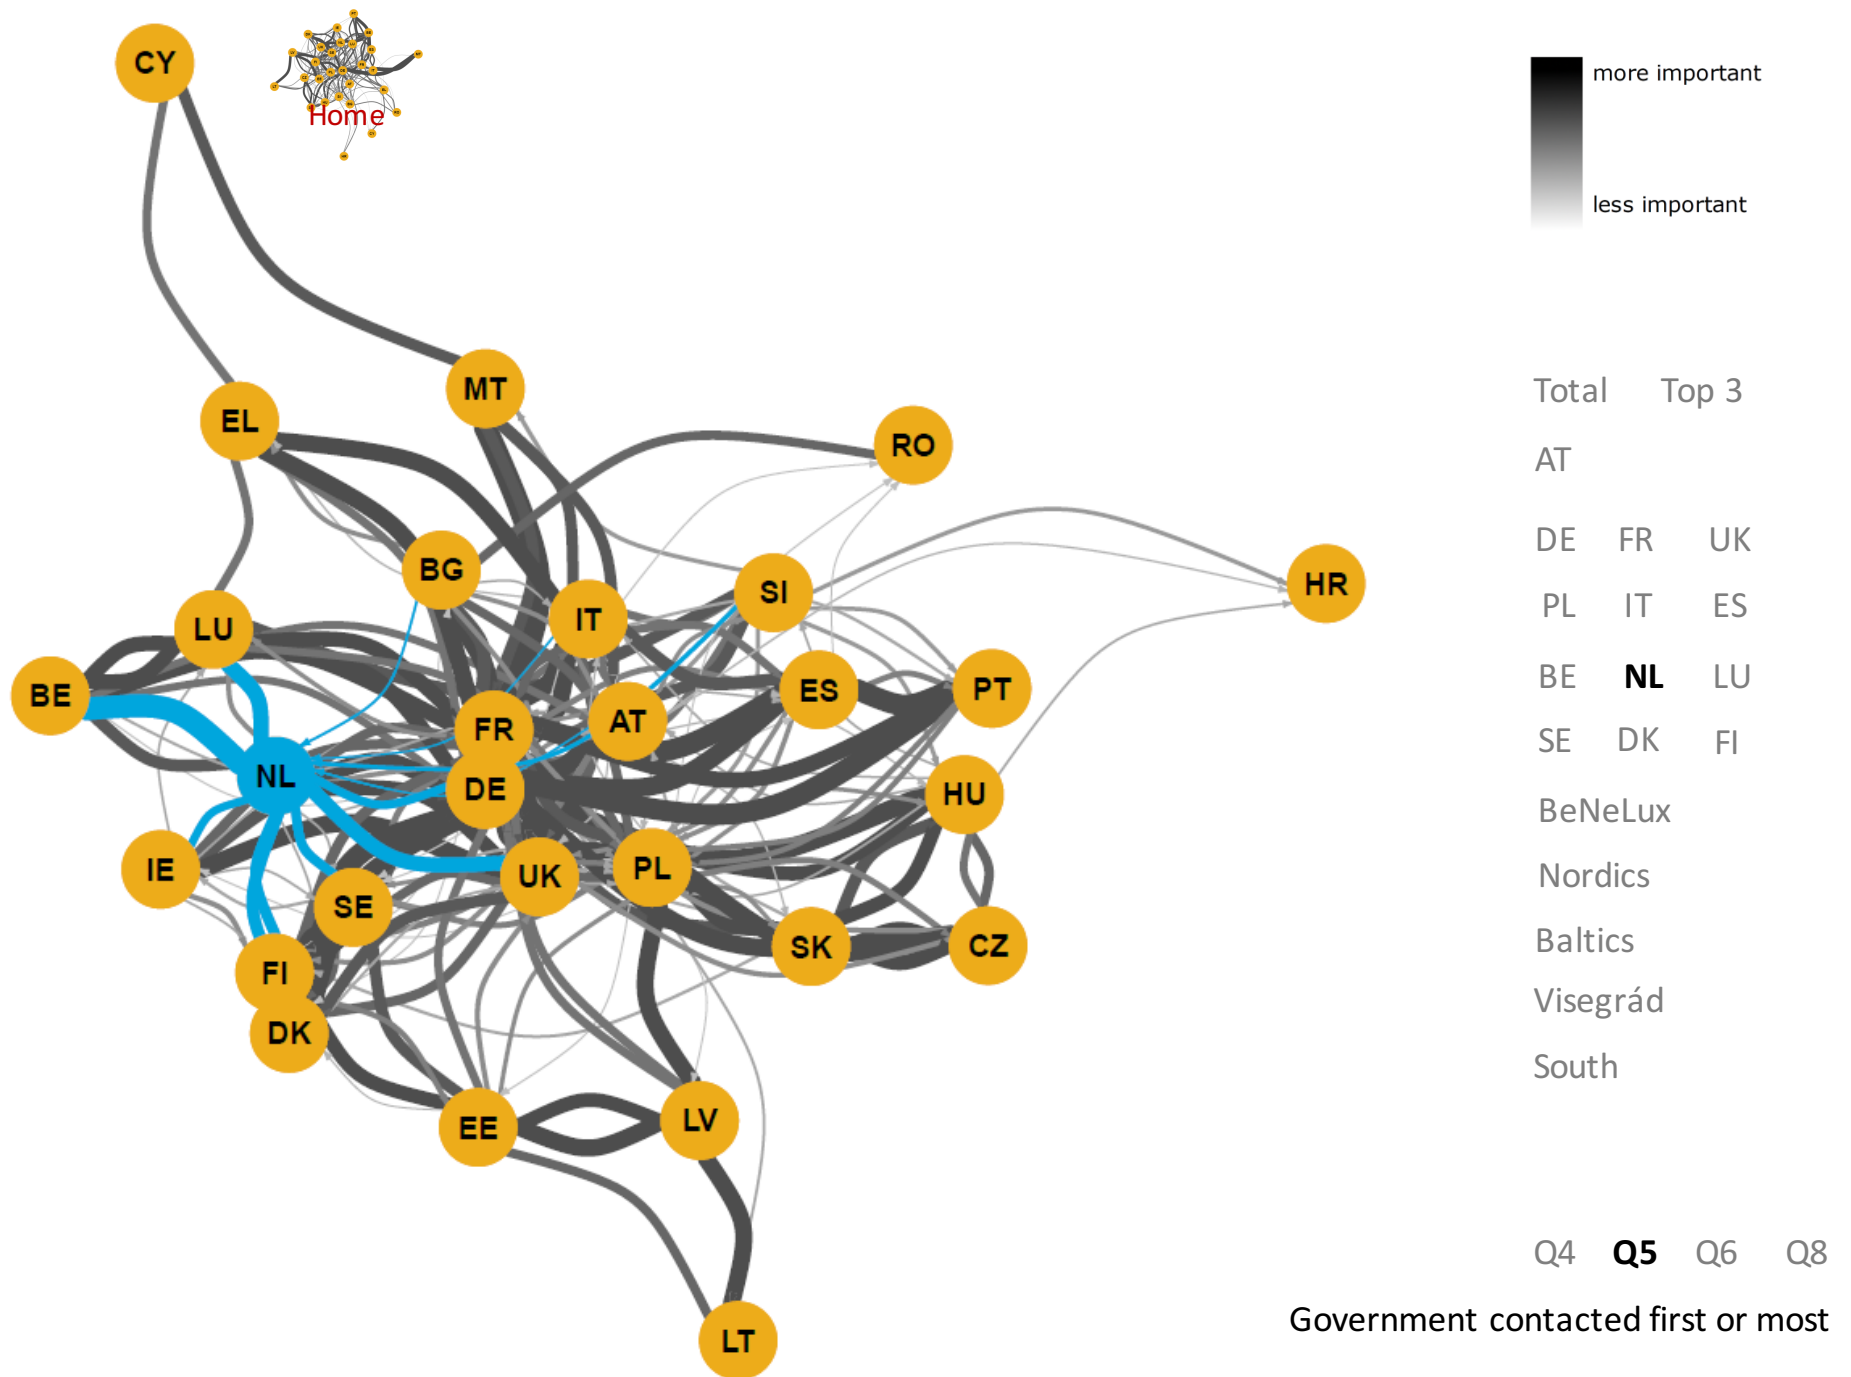 CY
Home
more important
less important
MT
EL
RO
Total Top 3
AT
BG
SI
HR
IT
LU
DE FR UK
PL IT ES
BE
FR
AT
ES
PT
BE NL LU
NL
DE
HU
SE DK FI
IE
UK
PL
SE
SK
CZ
FI
DK
BeNeLux
Nordics
Baltics
Visegrád
South
EE
LV
LT
Q4 Q5 Q6 Q8
Government contacted first or most